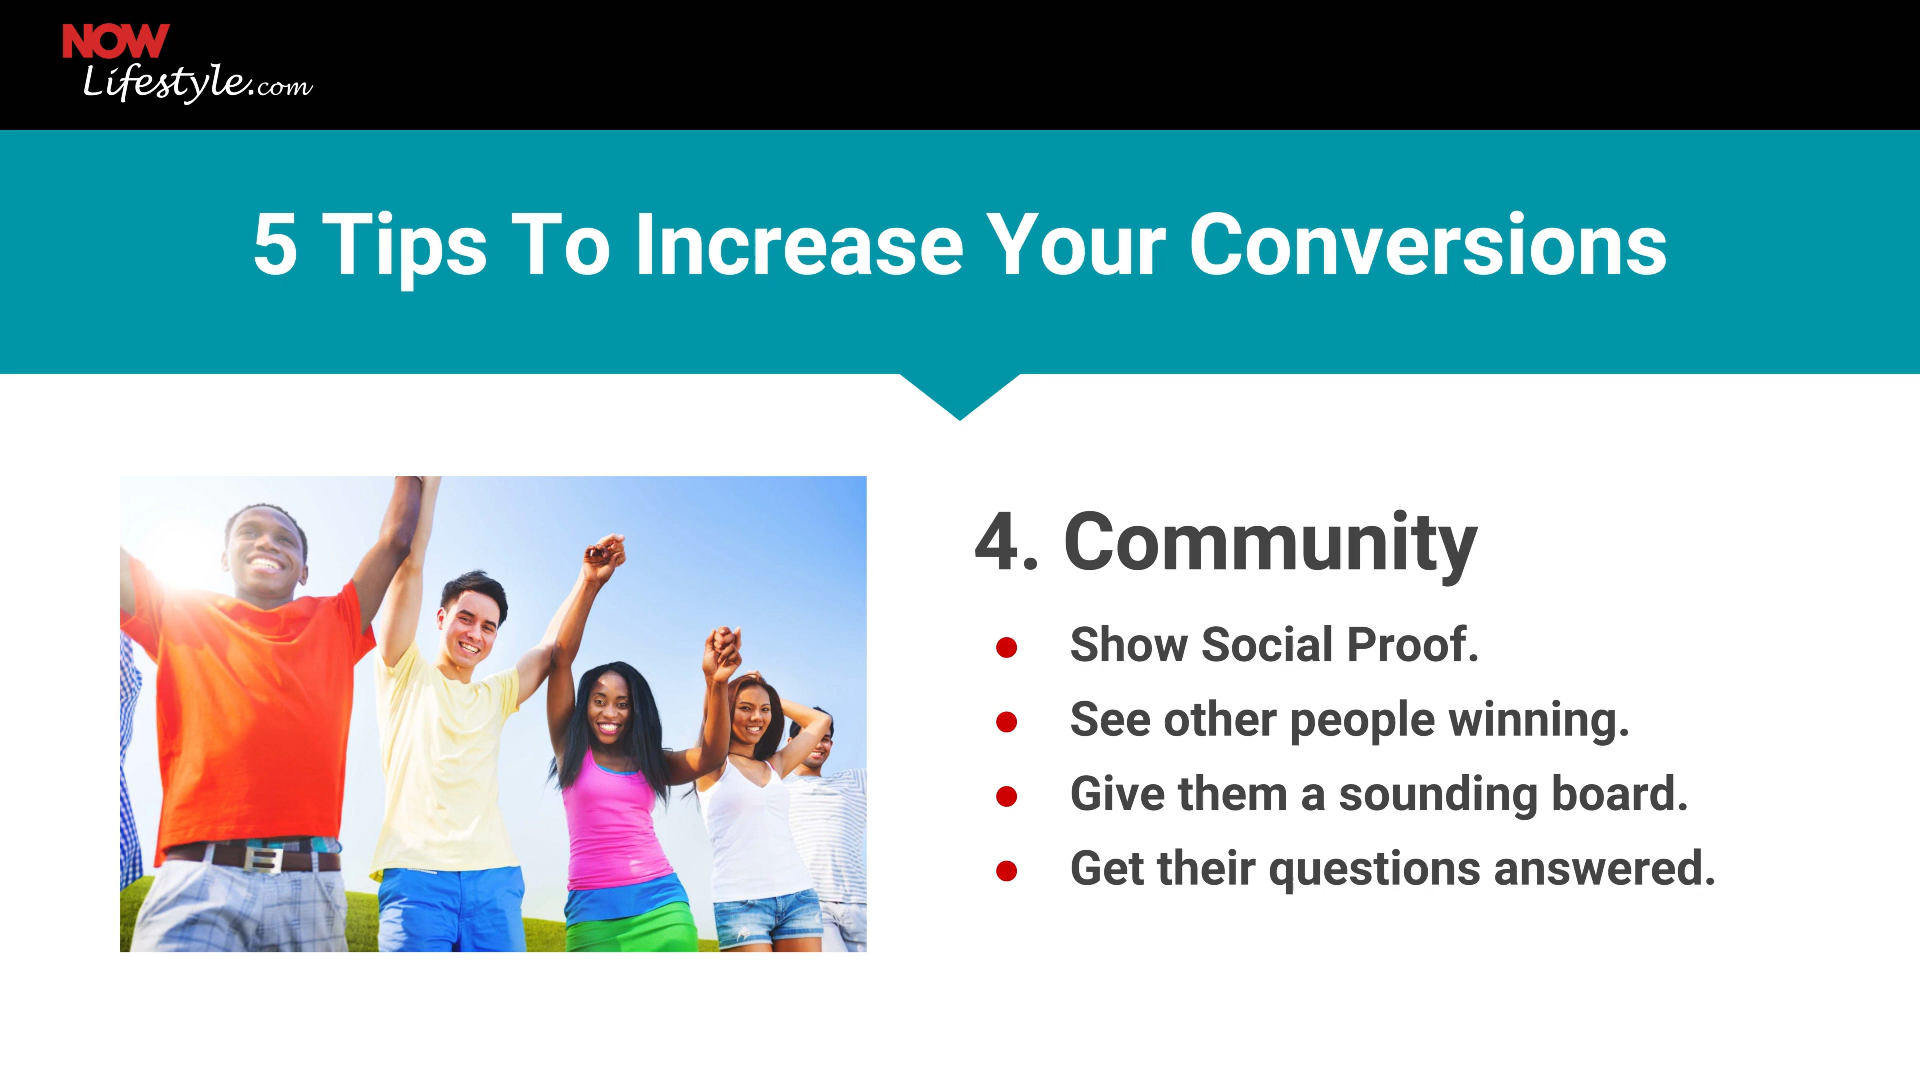 NOW
Lifestyle.com
5 Tips To Increase Your Conversions
4. Community
● Show Social Proof.
● See other people winning.
● Give them a sounding board.
● Get their questions answered.